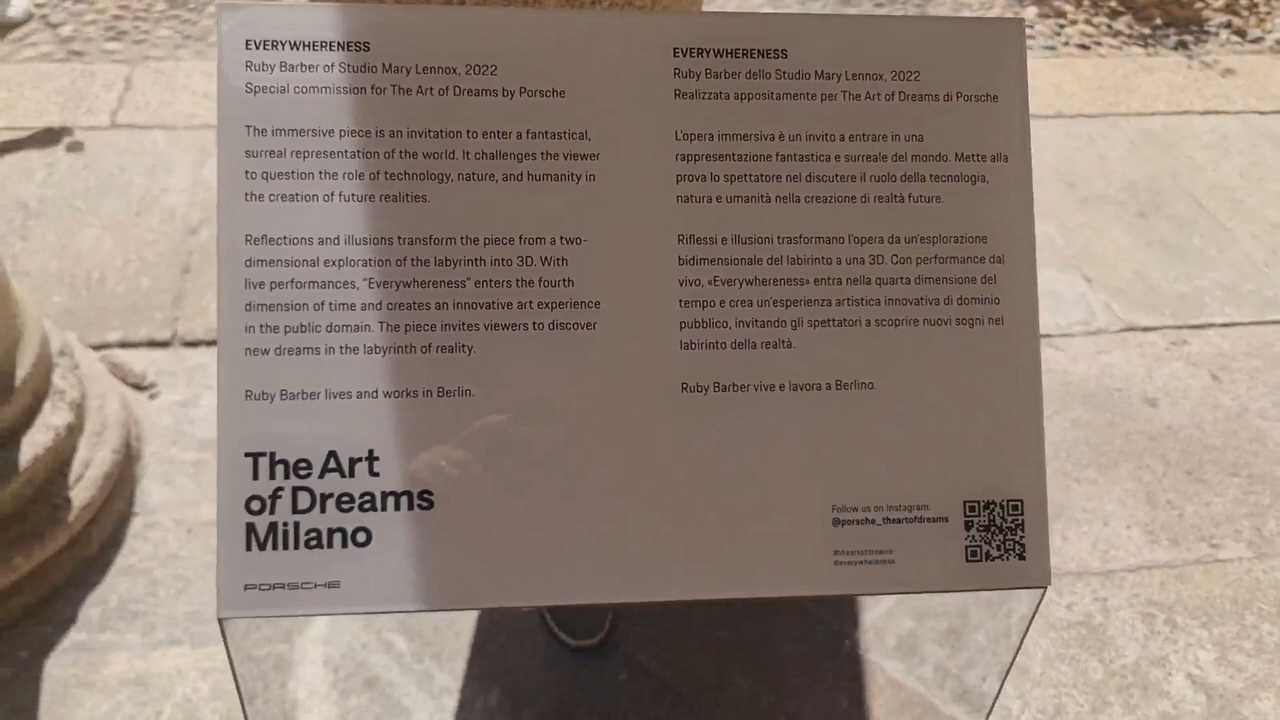 EVERYWHERENESS
Ruby Barber of Studio Mary Lennox, 2022
Special commission for The Art of Dreams by Porsche
The immersive piece is an invitation to enter a fantastical,
surreal representation of the world. It challenges the viewer
to question the role of technology, nature, and humanity in
the creation of future realities.
Reflections and illusions transform the piece from a two-
dimensional exploration of the labyrinth into 3D. With
live performances, "Everywhereness" enters the fourth
dimension of time and creates an innovative art experience
in the public domain. The piece invites viewers to discover
new dreams in the labyrinth of reality.
Ruby Barber lives and works in Berlin.
The Art
of Dreams
Milano
PORSCHE
EVERYWHERENESS
Ruby Barber dello Studio Mary Lennox, 2022
Realizzata appositamente per The Art of Dreams di Porsche
L'opera immersiva è un invito a entrare in una
rappresentazione fantastica e surreale del mondo. Mette alla
prova lo spettatore nel discutere il ruolo della tecnologia,
natura e umanità nella creazione di realtà future.
Riflessi e illusioni trasformano l'opera da un'esplorazione
bidimensionale del labirinto a una 3D. Con performance dal
vivo, «Everywhereness» entra nella quarta dimensione del
tempo e crea un'esperienza artistica innovativa di dominio
pubblico, invitando gli spettatori a scoprire nuovi sogni nel
labirinto della realtà.
Ruby Barber vive e lavora a Berlino.
Follow us on Instagram:
@porsche_theartofdreams